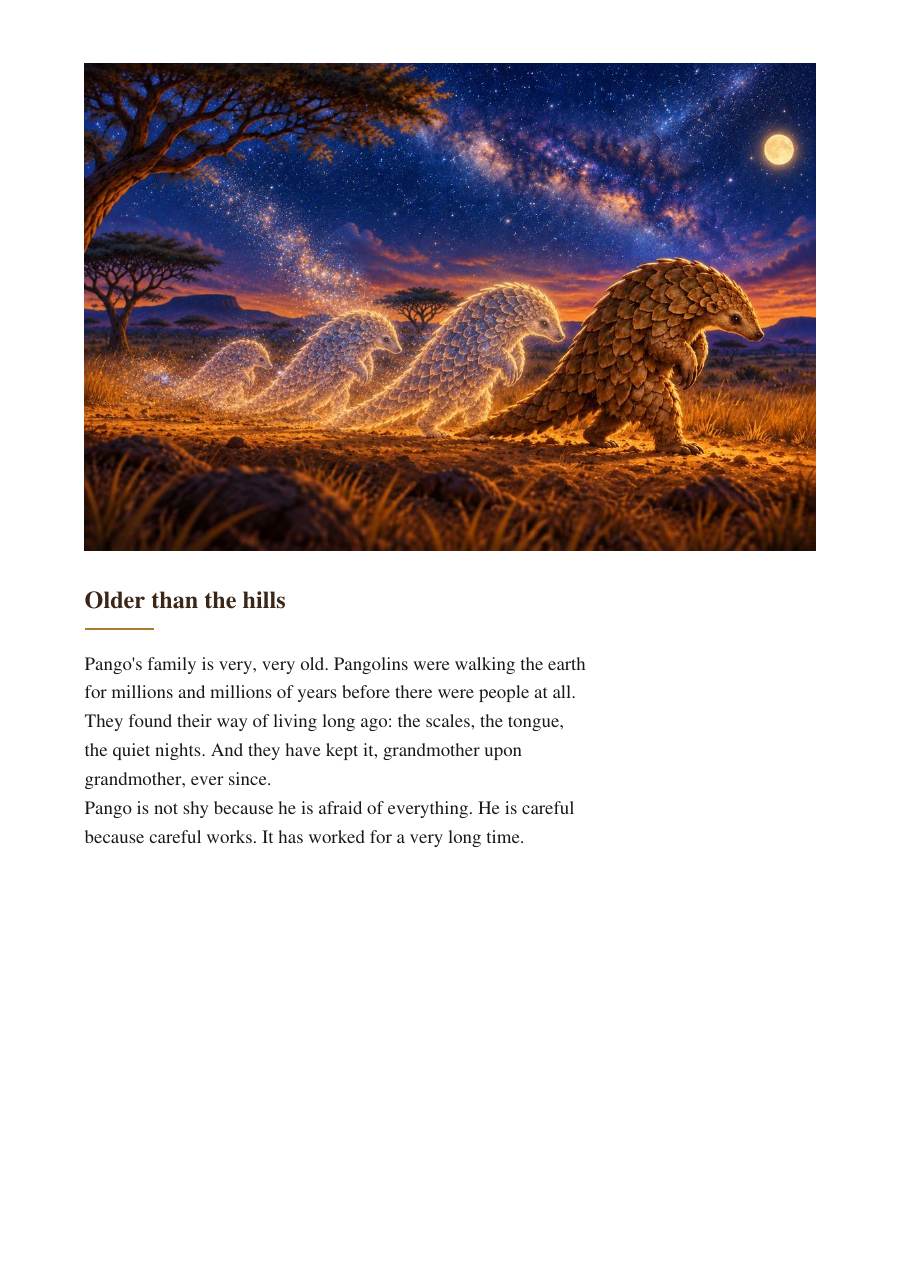 Older than the hills
Pango's family is very, very old. Pangolins were walking the earth
for millions and millions of years before there were people at all.
They found their way of living long ago: the scales, the tongue,
the quiet nights. And they have kept it, grandmother upon
grandmother, ever since.
Pango is not shy because he is afraid of everything. He is careful
because careful works. It has worked for a very long time.